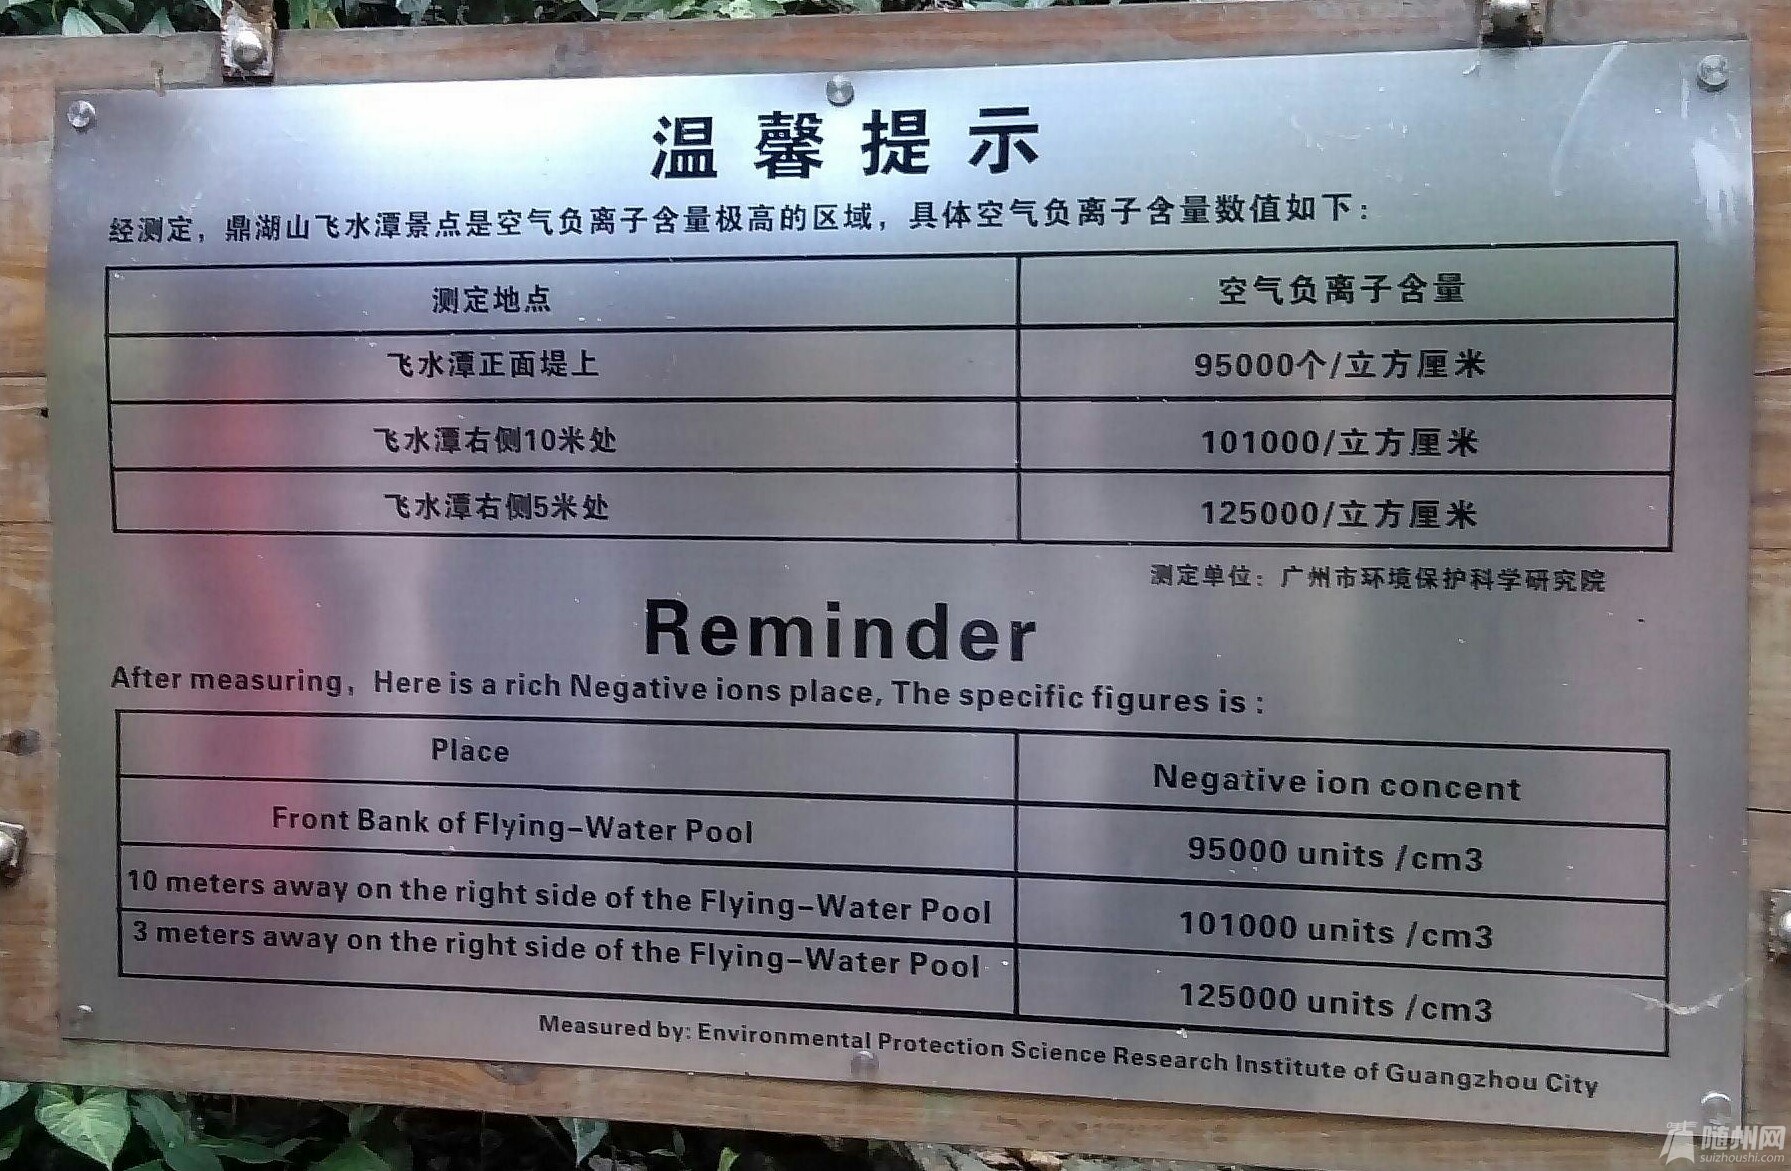 温馨提示
经测定，鼎湖山飞水潭景点是空气负离子含量极高的区域，具体空气负离子含量数值如下：
测定地点 空气负离子含量
飞水潭正面堤上 95000个/立方厘米
飞水潭右侧10米处 101000/立方厘米
飞水潭右侧5米处 125000/立方厘米
测定单位：广州市环境保护科学研究院
Reminder
After measuring, Here is a rich Negative ions place, The specific figures is :
Place Negative ion concent
Front Bank of Flying-Water Pool 95000 units /cm3
10 meters away on the right side of the Flying-Water Pool 101000 units /cm3
3 meters away on the right side of the Flying-Water Pool 125000 units /cm3
Measured by: Environmental Protection Science Research Institute of Guangzhou City
随州网
suizhoushi.com